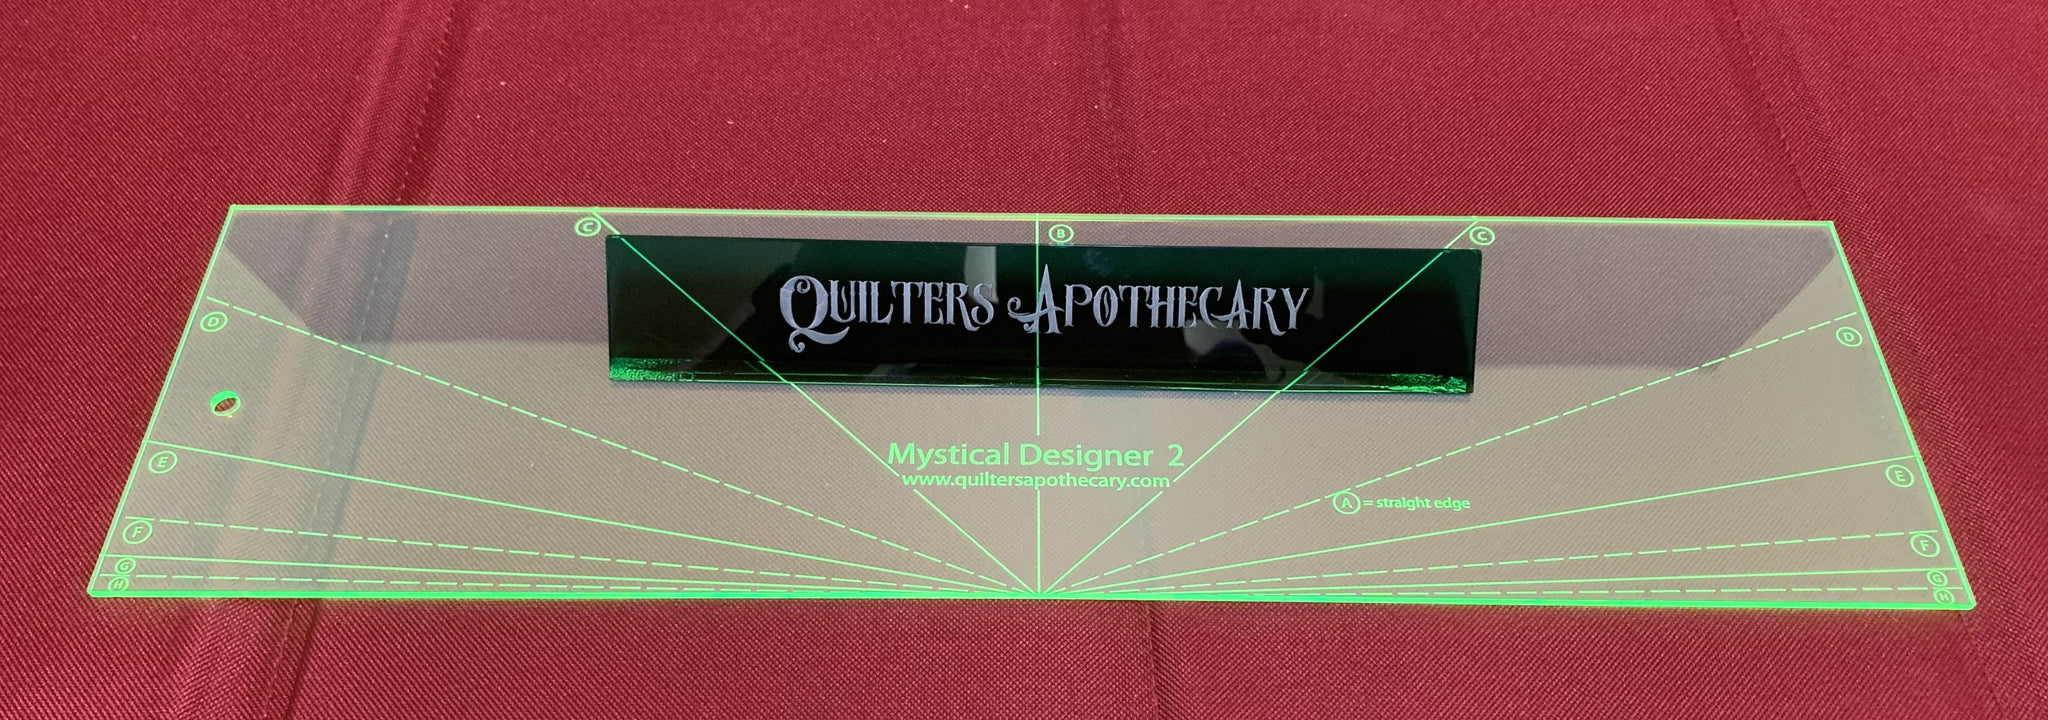 C
B
C
QUILTERS APOTHECARY
D
D
Mystical Designer 2
www.quiltersapothecary.com
E
E
A = straight edge
F
F
G
G
H
H